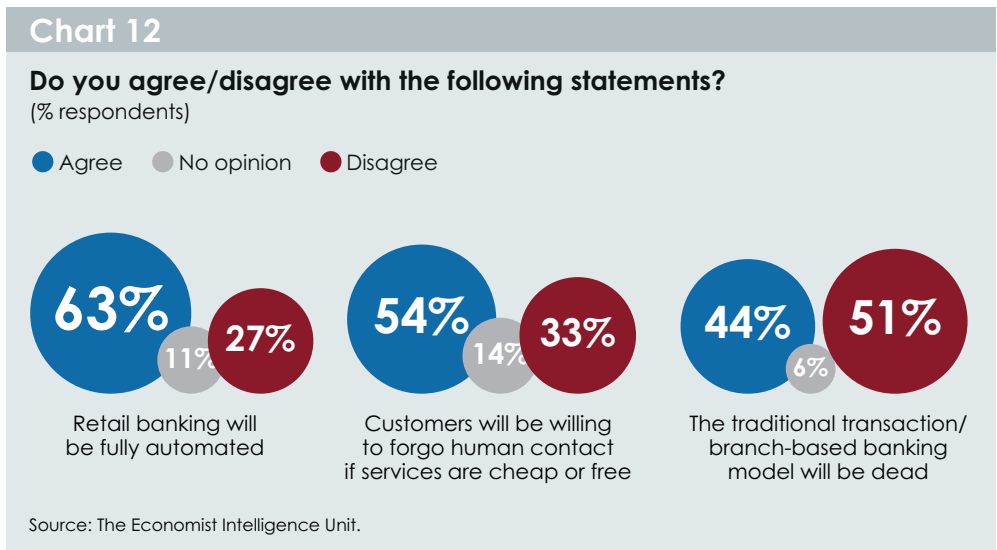 Chart 12
Do you agree/disagree with the following statements?
(% respondents)
Agree No opinion Disagree
63% 11% 27%
Retail banking will
be fully automated
54% 14% 33%
Customers will be willing
to forgo human contact
if services are cheap or free
44% 6% 51%
The traditional transaction/
branch-based banking
model will be dead
Source: The Economist Intelligence Unit.